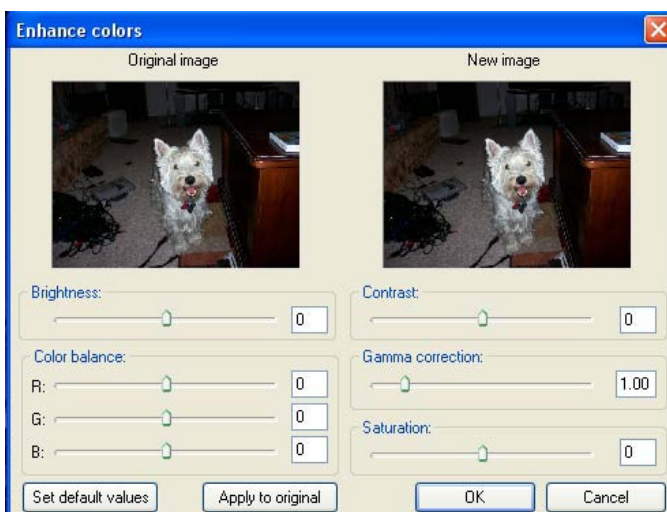 Enhance colors
Original image
New image
Brightness:
0
Contrast:
0
Color balance:
R:
0
G:
0
B:
0
Gamma correction:
1.00
Saturation:
0
Set default values
Apply to original
OK
Cancel